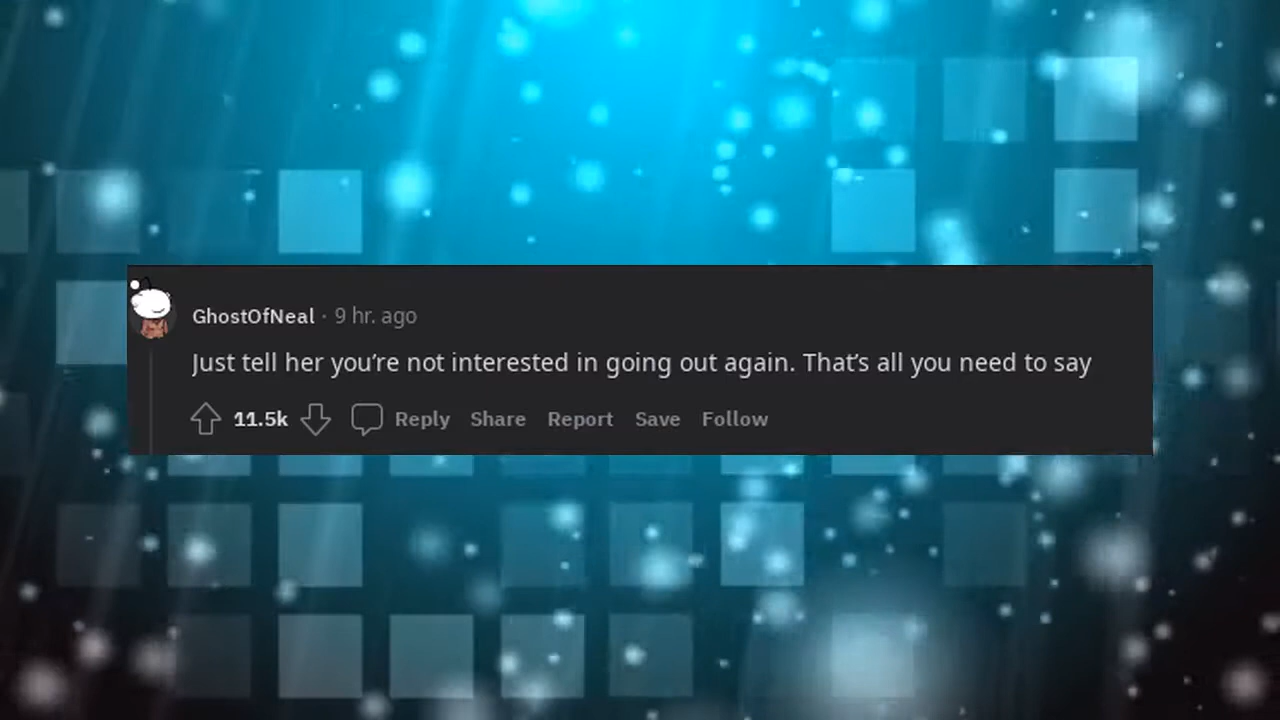 GhostOfNeal · 9 hr. ago
Just tell her you’re not interested in going out again. That’s all you need to say
11.5k Reply Share Report Save Follow